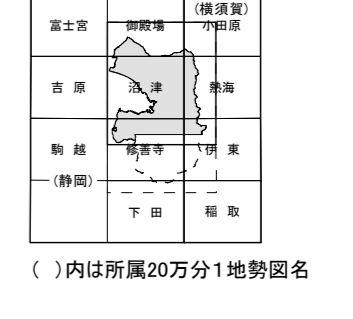 (横須賀)
富士宮 御殿場 小田原
吉原 沼津 熱海
駒越 修善寺 伊東
(静岡)
下田 稲取
( )内は所属20万分1地勢図名